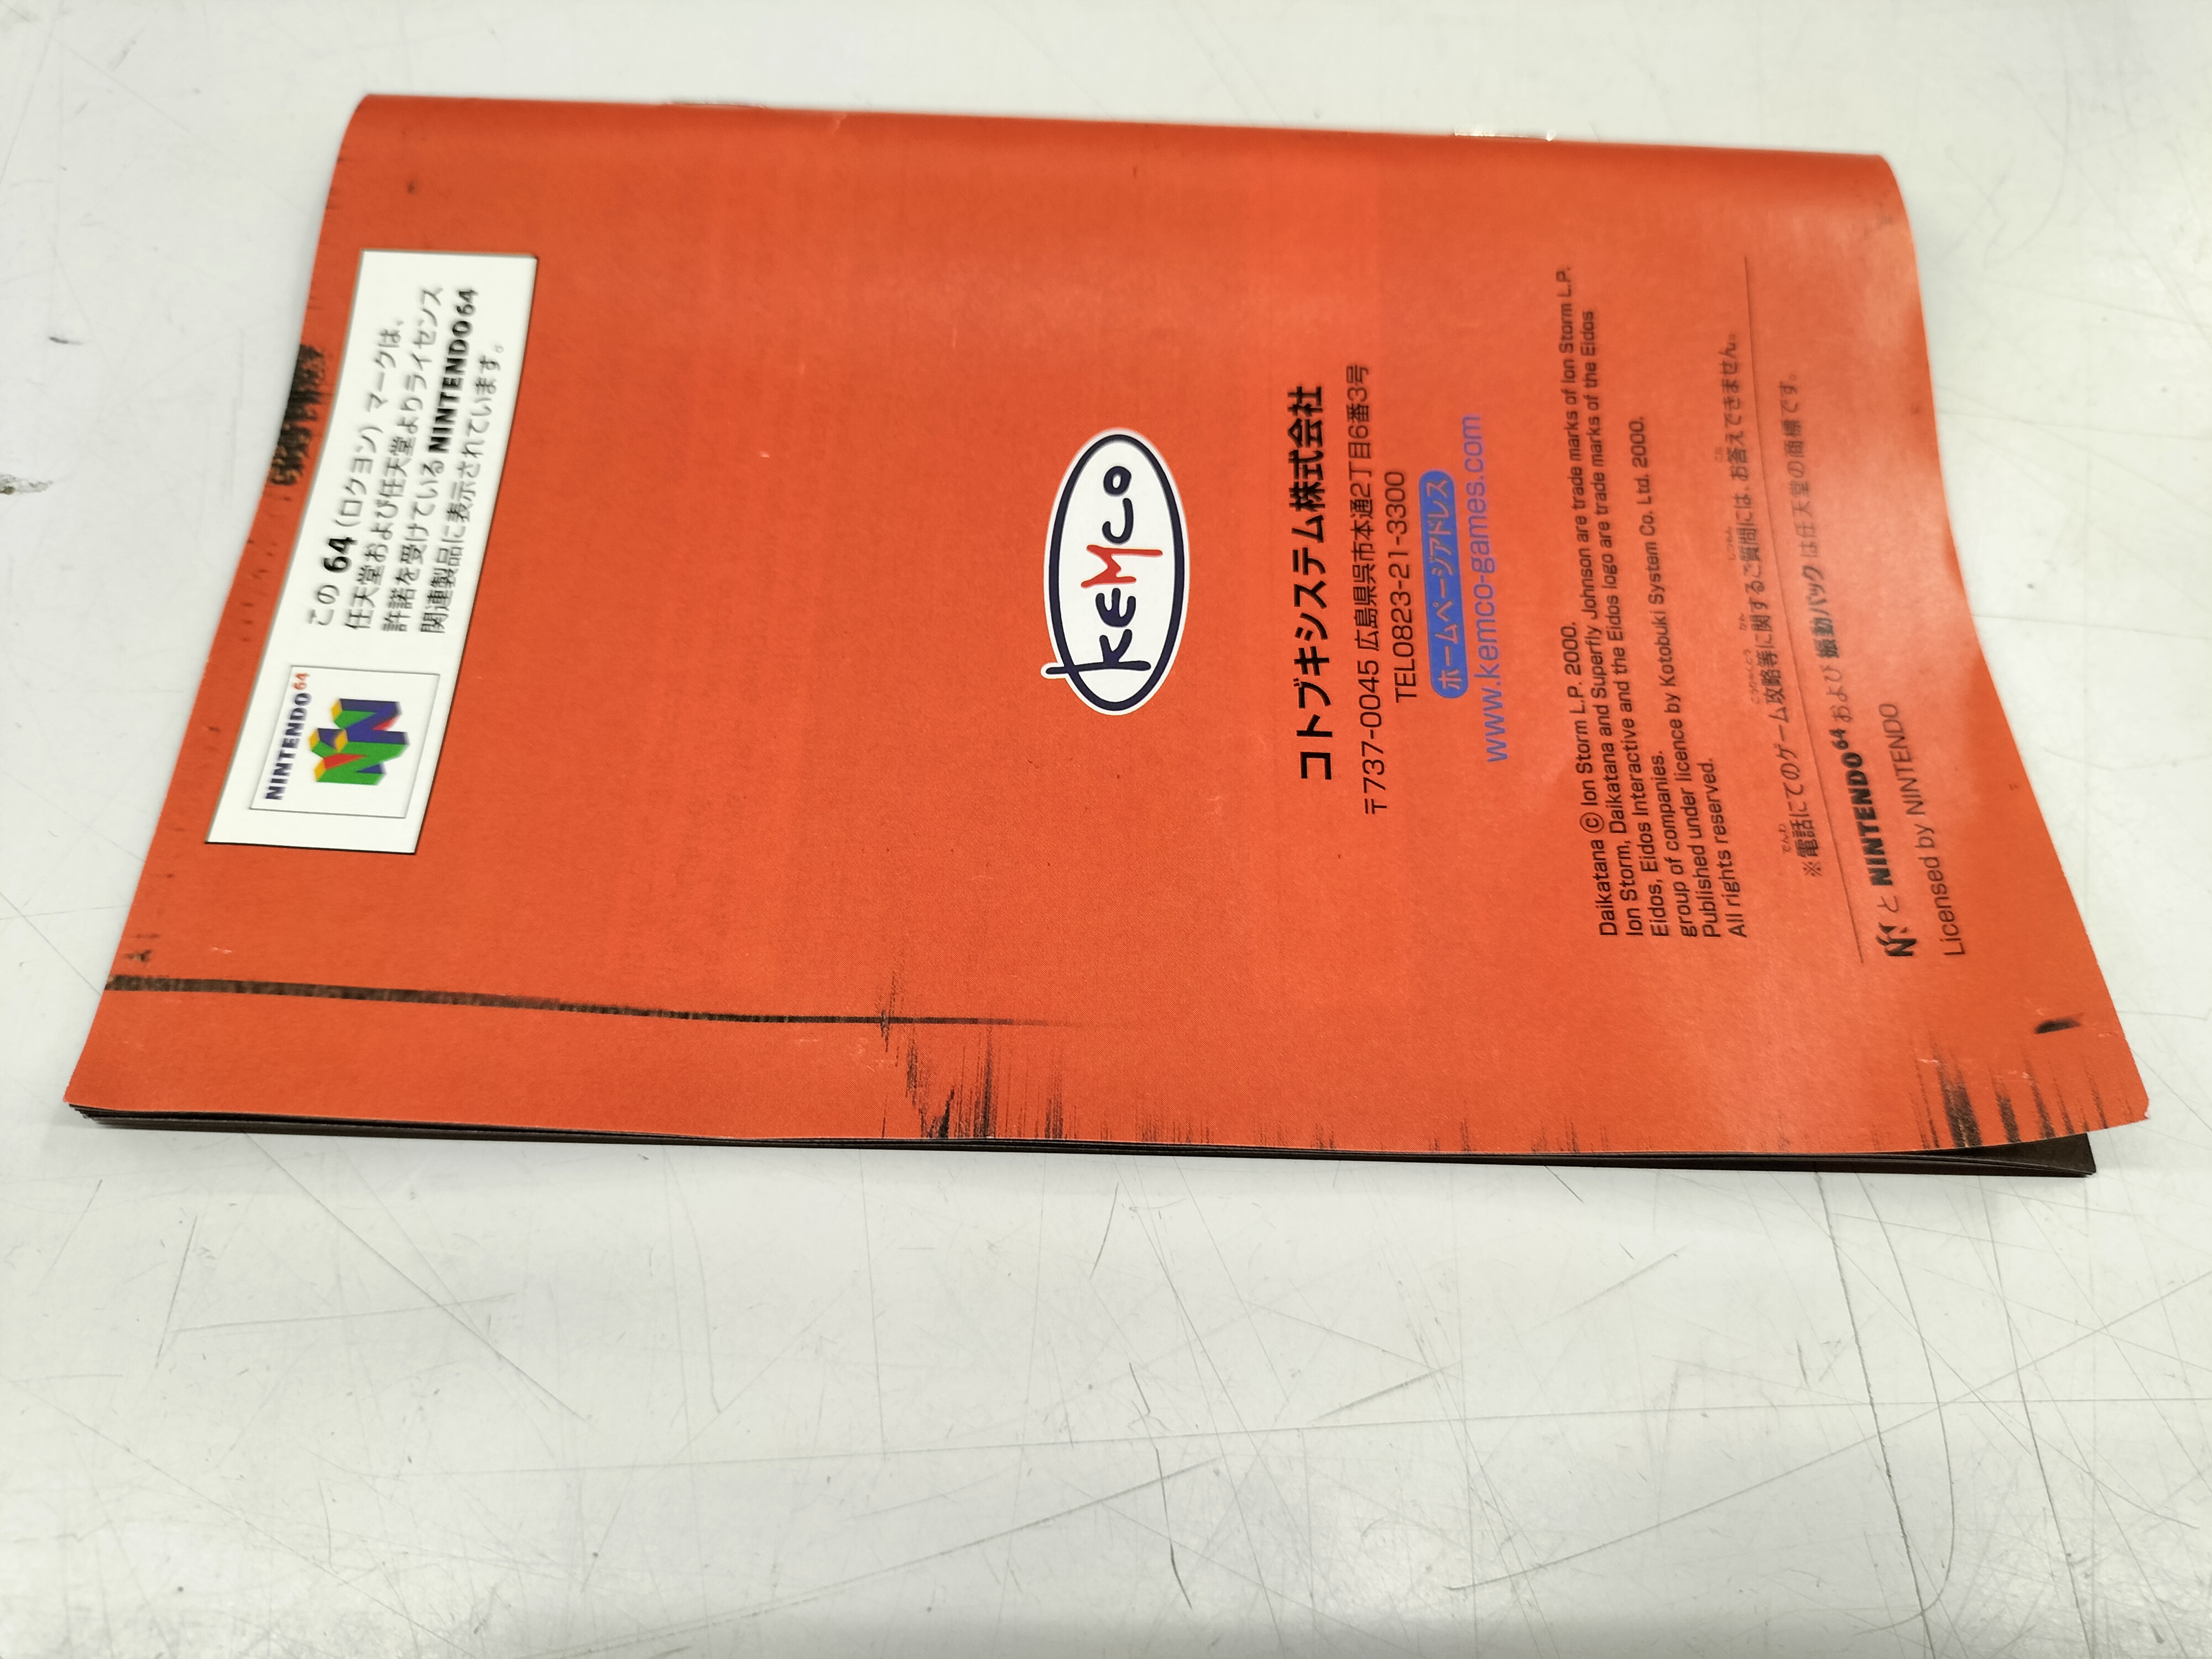 NINTENDO64
この64(ロクヨン)マークは、
任天堂および任天堂よりライセンス
許諾を受けているNINTENDO64
関連製品に表示されています。
KEMCO
コトブキシステム株式会社
〒737-0045 広島県呉市本通2丁目6番3号
TEL0823-21-3300
ホームページアドレス
www.kemco-games.com
Daikatana © Ion Storm L.P. 2000.
Ion Storm, Daikatana and Superfly Johnson are trade marks of Ion Storm L.P.
Eidos, Eidos Interactive and the Eidos logo are trade marks of the Eidos
group of companies.
Published under licence by Kotobuki System Co. Ltd. 2000.
All rights reserved.
※電話にてのゲーム攻略等に関するご質問には、お答えできません。
と NINTENDO64 および 振動パック は任天堂の商標です。
Licensed by NINTENDO